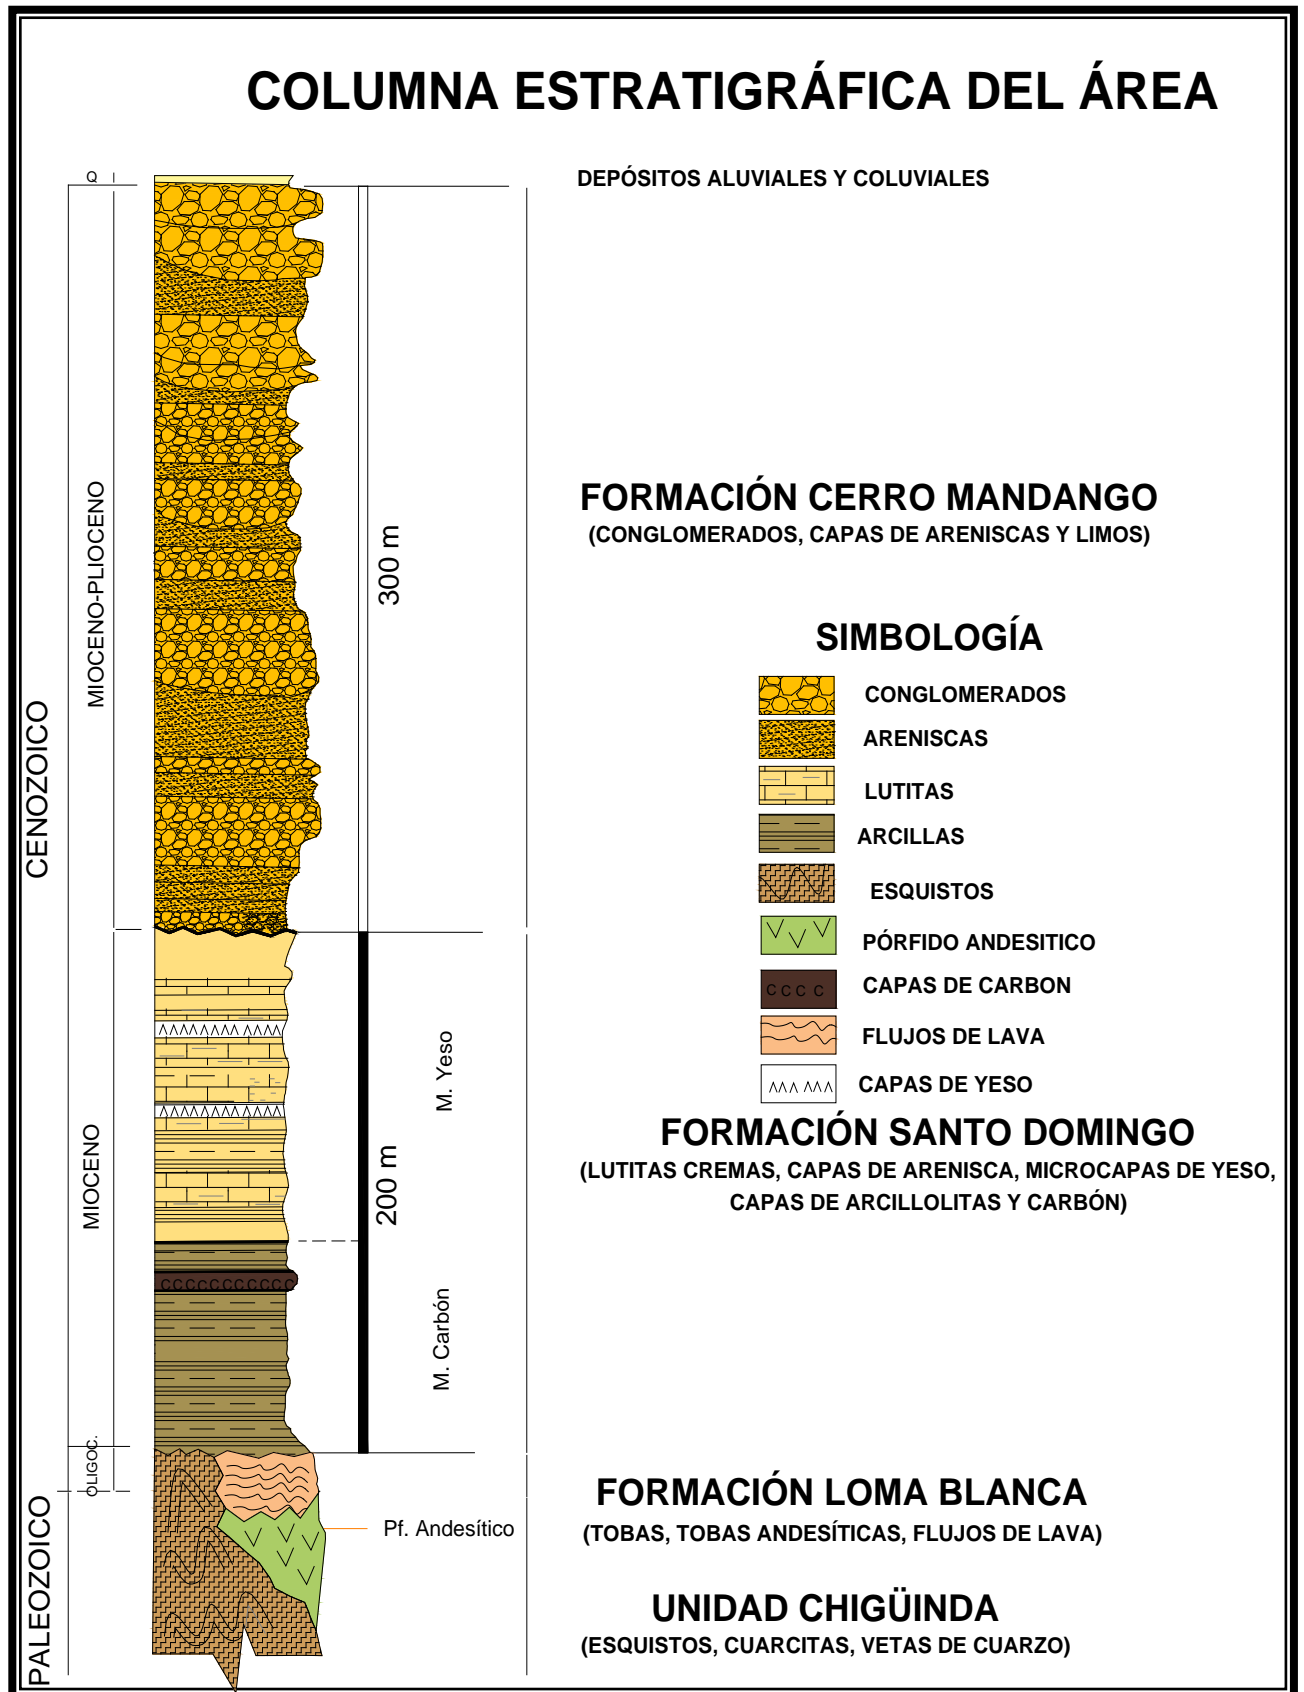 COLUMNA ESTRATIGRÁFICA DEL ÁREA
Q
DEPÓSITOS ALUVIALES Y COLUVIALES
CENOZOICO
MIOCENO-PLIOCENO
300 m
FORMACIÓN CERRO MANDANGO
(CONGLOMERADOS, CAPAS DE ARENISCAS Y LIMOS)
SIMBOLOGÍA
CONGLOMERADOS
ARENISCAS
LUTITAS
ARCILLAS
ESQUISTOS
PÓRFIDO ANDESITICO
C C C C
CAPAS DE CARBON
FLUJOS DE LAVA
CAPAS DE YESO
MIOCENO
200 m
M. Yeso
FORMACIÓN SANTO DOMINGO
(LUTITAS CREMAS, CAPAS DE ARENISCA, MICROCAPAS DE YESO,
CAPAS DE ARCILLOLITAS Y CARBÓN)
CCCCCCCCCCC
M. Carbón
OLIGOC.
PALEOZOICO
FORMACIÓN LOMA BLANCA
(TOBAS, TOBAS ANDESÍTICAS, FLUJOS DE LAVA)
Pf. Andesítico
UNIDAD CHIGÜINDA
(ESQUISTOS, CUARCITAS, VETAS DE CUARZO)